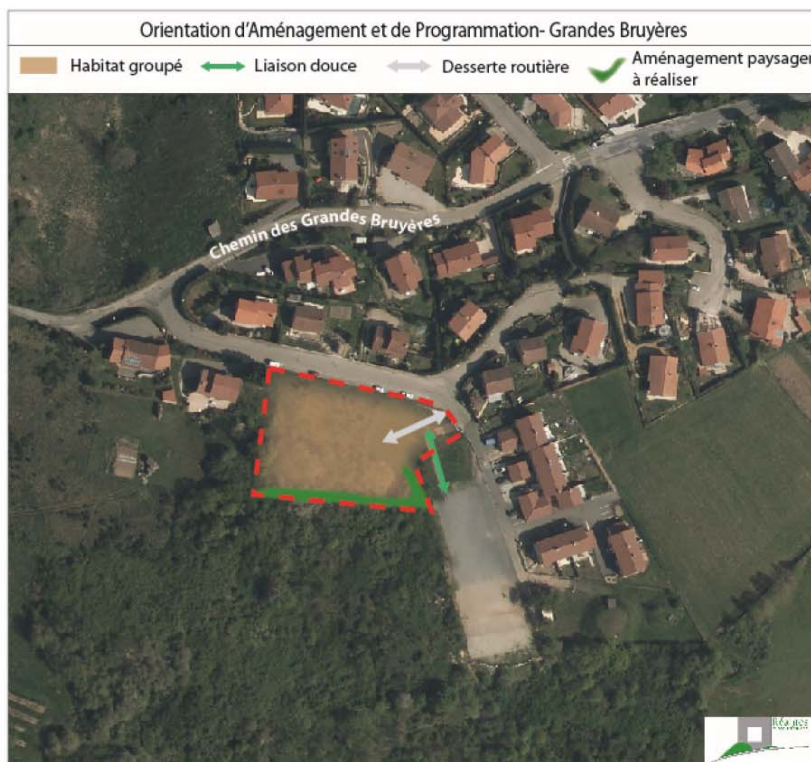 Orientation d'Aménagement et de Programmation- Grandes Bruyères
Habitat groupé
Liaison douce
Desserte routière
Aménagement paysager
à réaliser
Chemin des Grandes Bruyères
Réalités